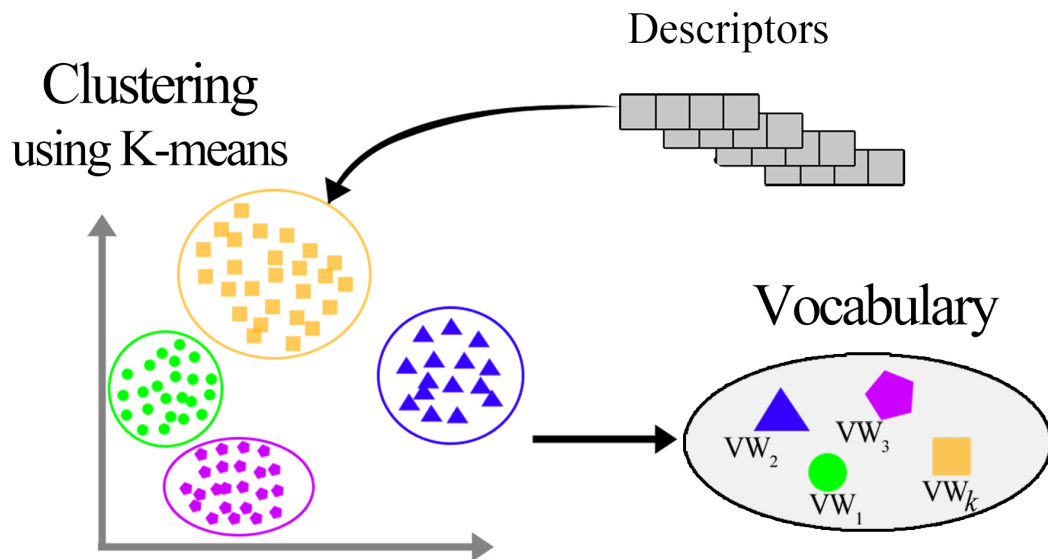 Descriptors
Clustering
using K-means
Vocabulary
VW₂
VW₃
VW₁
VWₖ